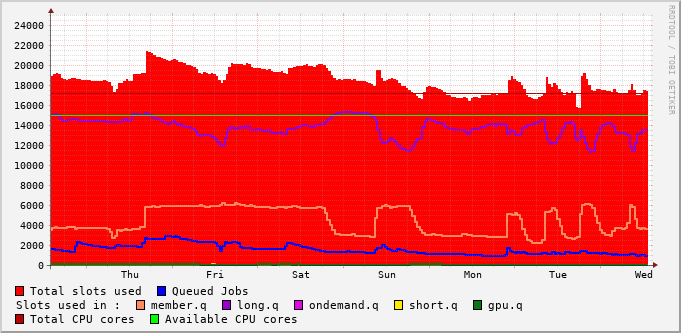 RRDTOOL / TOBI OETIKER
24000
22000
20000
18000
16000
14000
12000
10000
8000
6000
4000
2000
0
Thu Fri Sat Sun Mon Tue Wed
Total slots used Queued Jobs
Slots used in : member.q long.q ondemand.q short.q gpu.q
Total CPU cores Available CPU cores